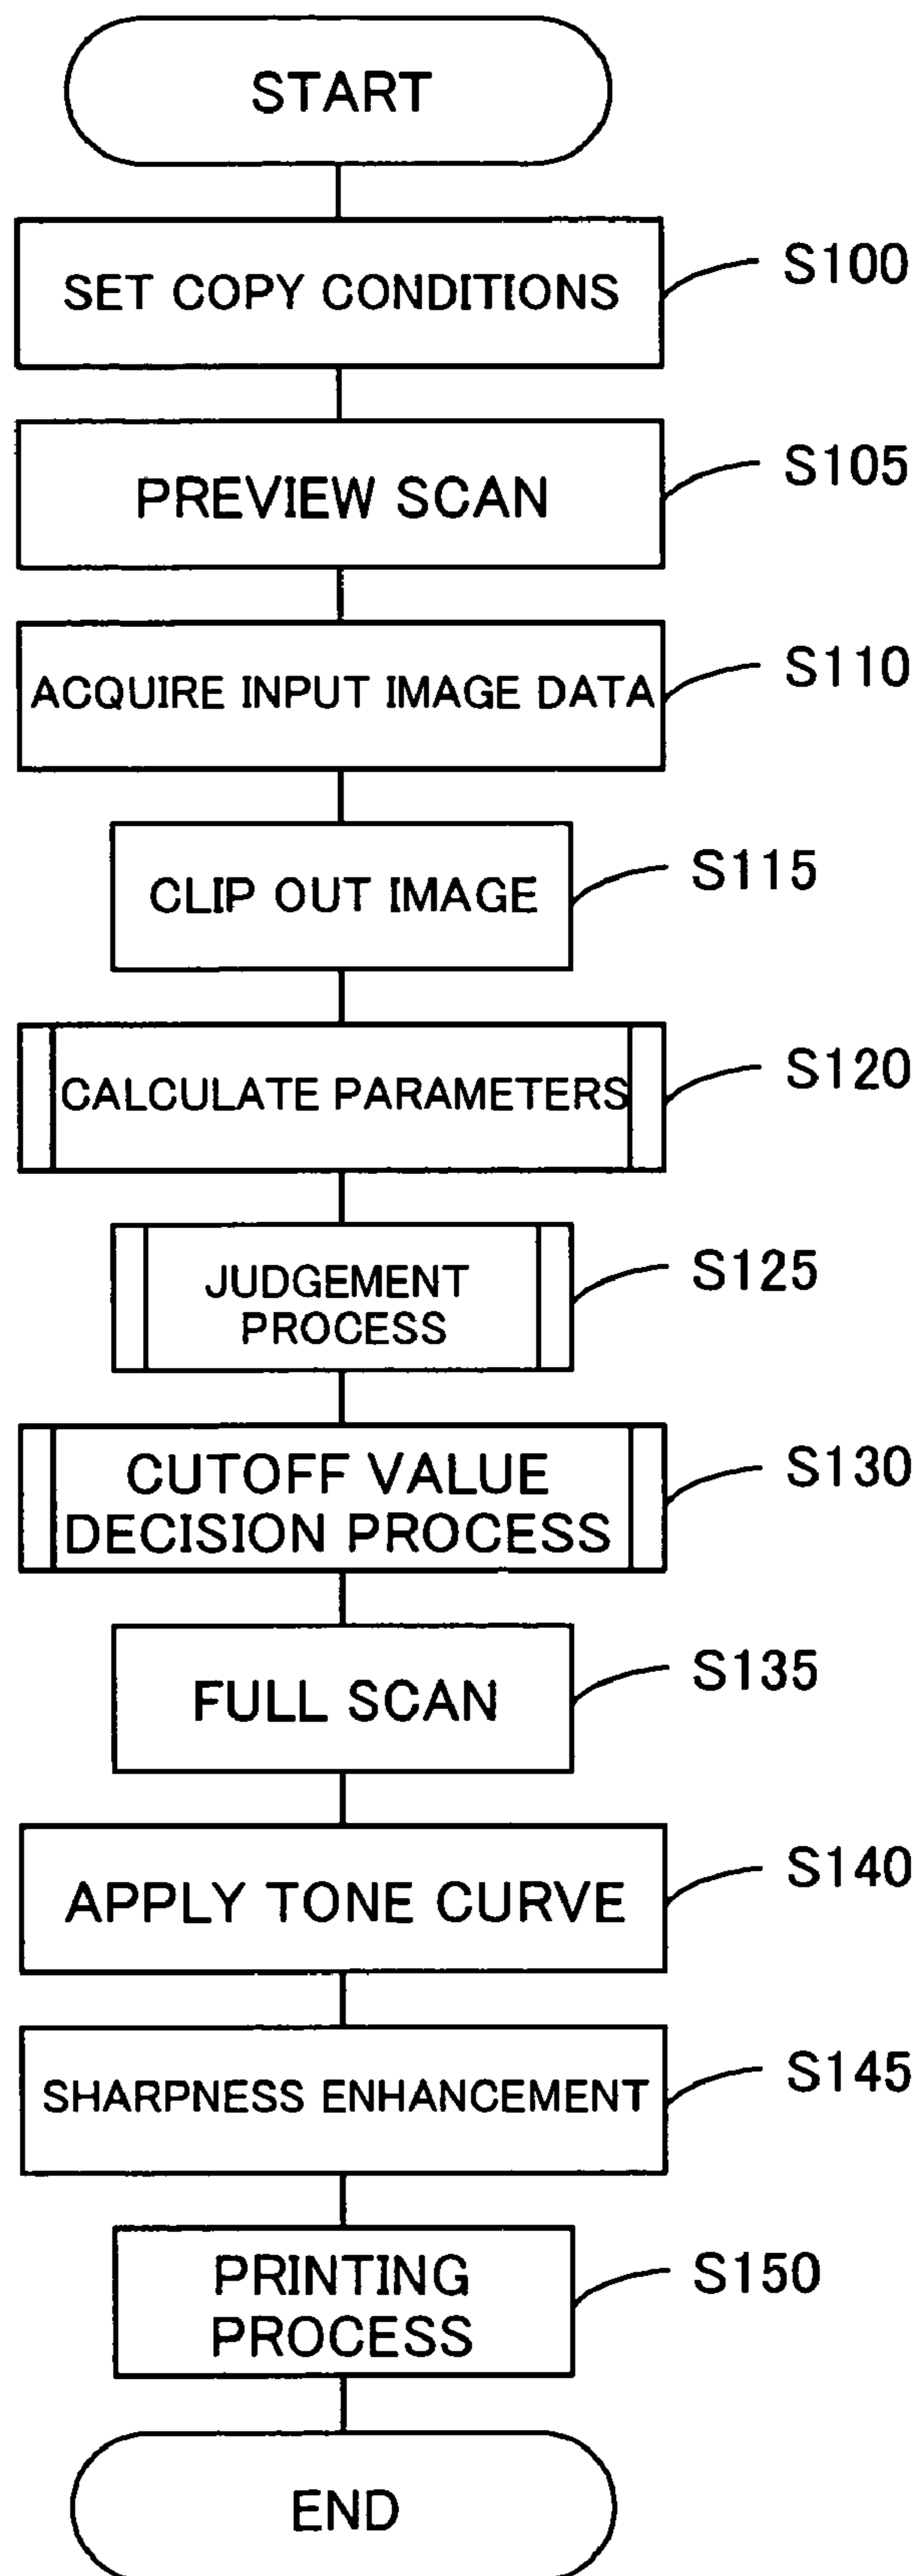 START
SET COPY CONDITIONS
S100
PREVIEW SCAN
S105
ACQUIRE INPUT IMAGE DATA
S110
CLIP OUT IMAGE
S115
CALCULATE PARAMETERS
S120
JUDGEMENT
PROCESS
S125
CUTOFF VALUE
DECISION PROCESS
S130
FULL SCAN
S135
APPLY TONE CURVE
S140
SHARPNESS ENHANCEMENT
S145
PRINTING
PROCESS
S150
END